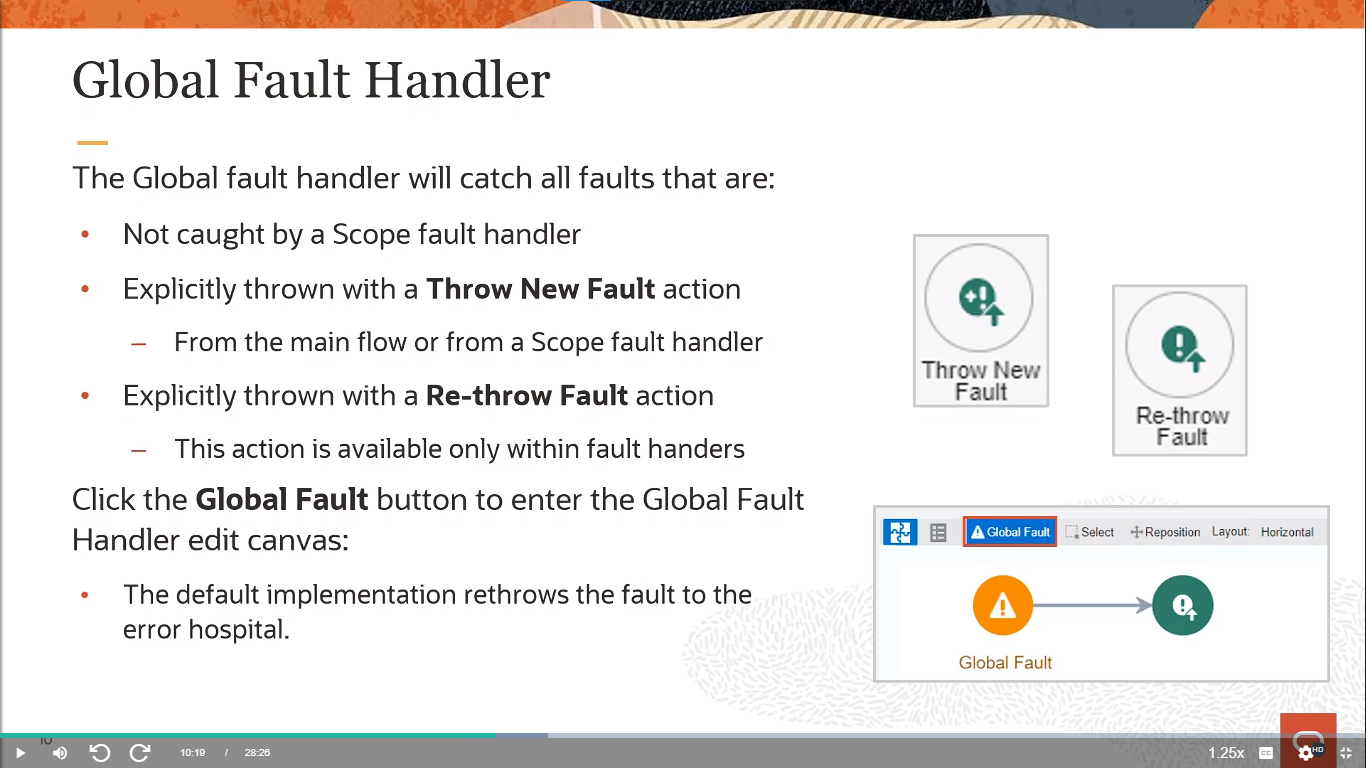 Global Fault Handler
The Global fault handler will catch all faults that are:
• Not caught by a Scope fault handler
• Explicitly thrown with a Throw New Fault action
– From the main flow or from a Scope fault handler
• Explicitly thrown with a Re-throw Fault action
– This action is available only within fault handers
Click the Global Fault button to enter the Global Fault
Handler edit canvas:
• The default implementation rethrows the fault to the
error hospital.
Throw New
Fault
Re-throw
Fault
Global Fault Select Reposition Layout: Horizontal
Global Fault
10:19 / 28:26
1.25x CC HD